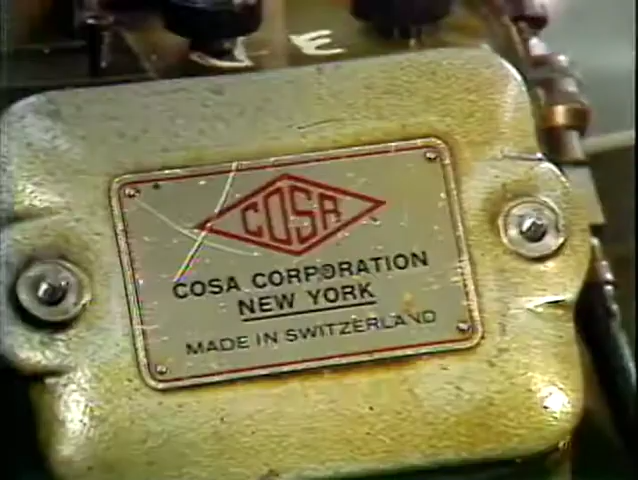 COSA
COSA CORPORATION
NEW YORK
MADE IN SWITZERLAND